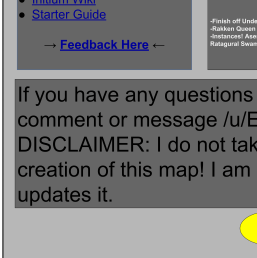 Initium Wiki
Starter Guide
→ Feedback Here ←
-Finish off Unde
-Rakken Queen
-Instances! Ase
Ratagural Swam
If you have any questions
comment or message /u/E
DISCLAIMER: I do not tak
creation of this map! I am
updates it.